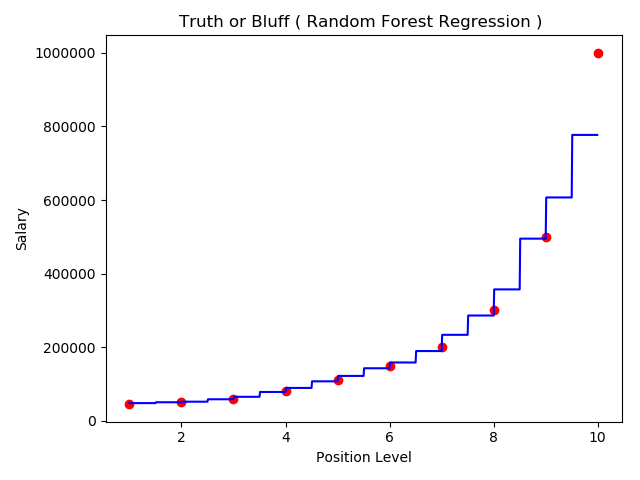 Truth or Bluff ( Random Forest Regression )
1000000
800000
600000
400000
200000
0
Salary
2 4 6 8 10
Position Level